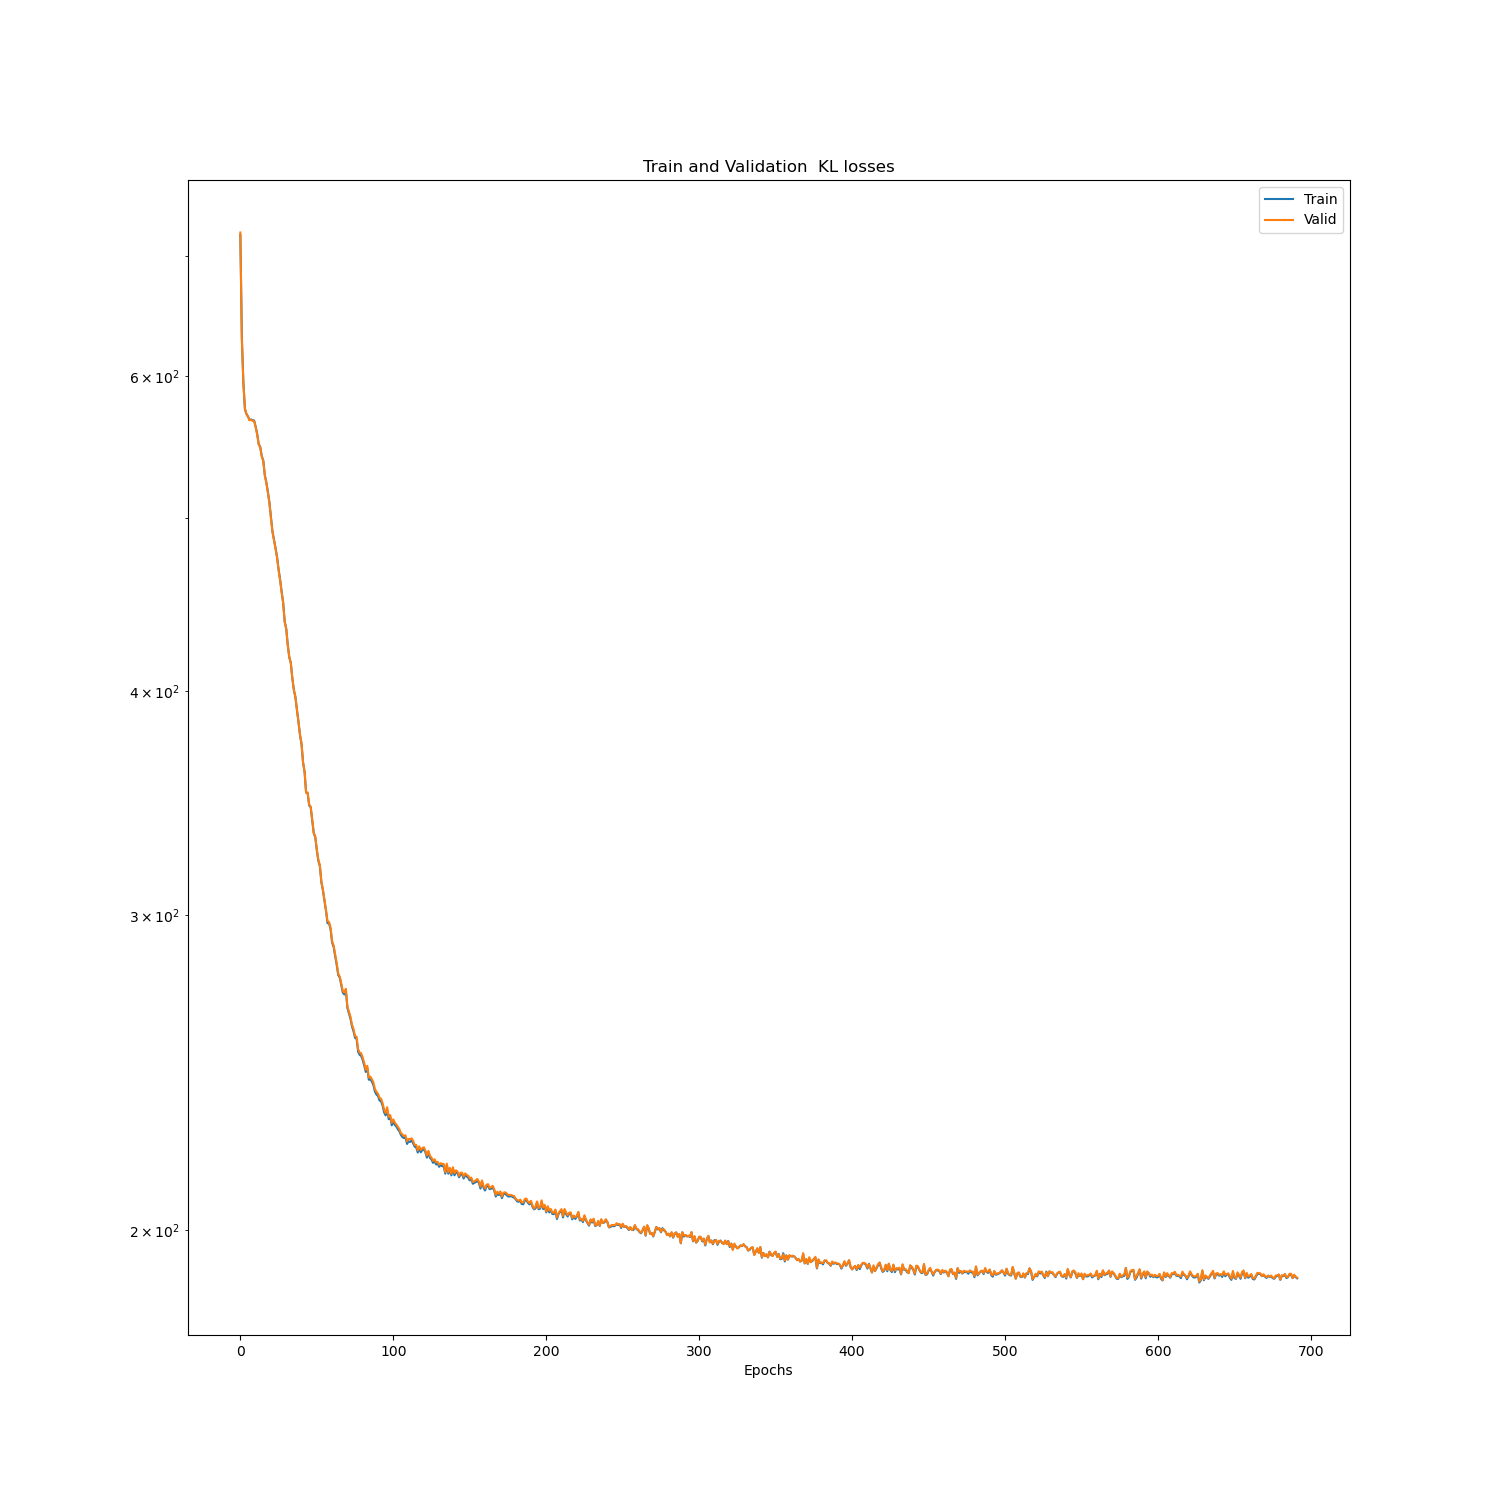 Train and Validation  KL losses
Train
Valid
6 × 10²
4 × 10²
3 × 10²
2 × 10²
0 100 200 300 400 500 600 700
Epochs